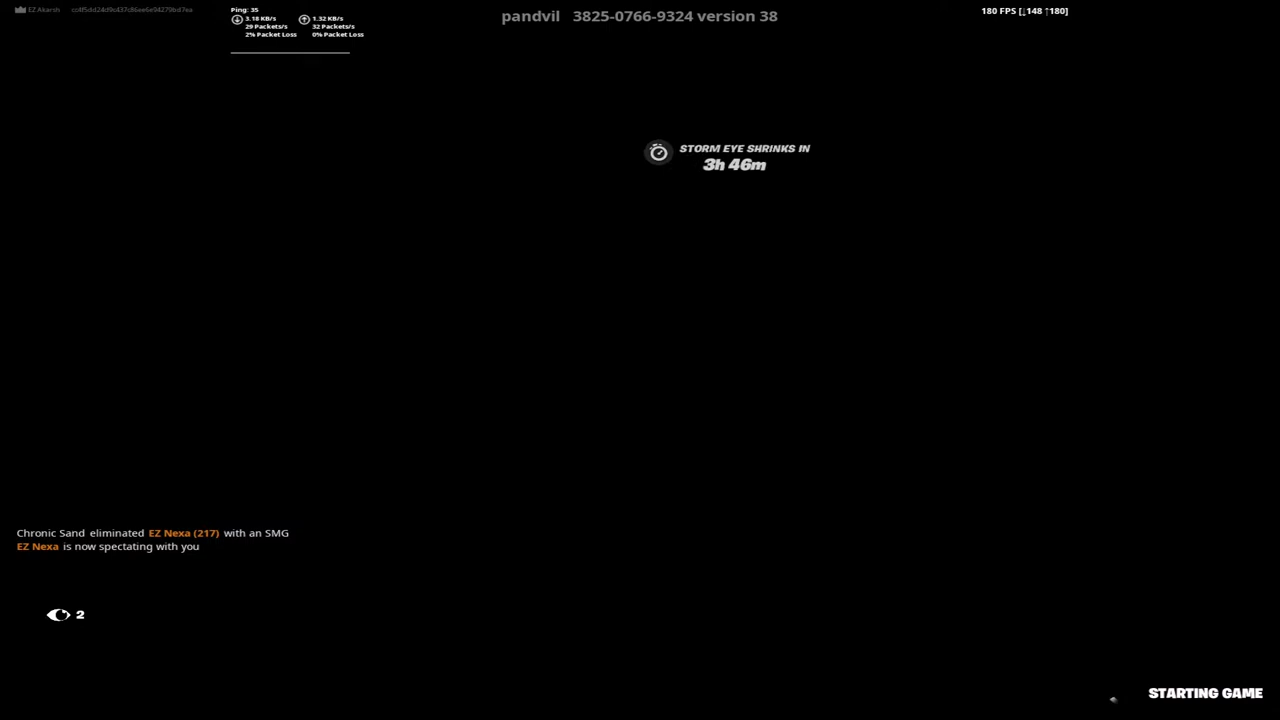 EZ Akarsh
Ping: 35
3.18 KB/s 1.32 KB/s
29 Packets/s 32 Packets/s
2% Packet Loss 0% Packet Loss
pandvil 3825-0766-9324 version 38
180 FPS [↓148 ↑180]
STORM EYE SHRINKS IN
3h 46m
Chronic Sand eliminated EZ Nexa (217) with an SMG
EZ Nexa is now spectating with you
2
STARTING GAME